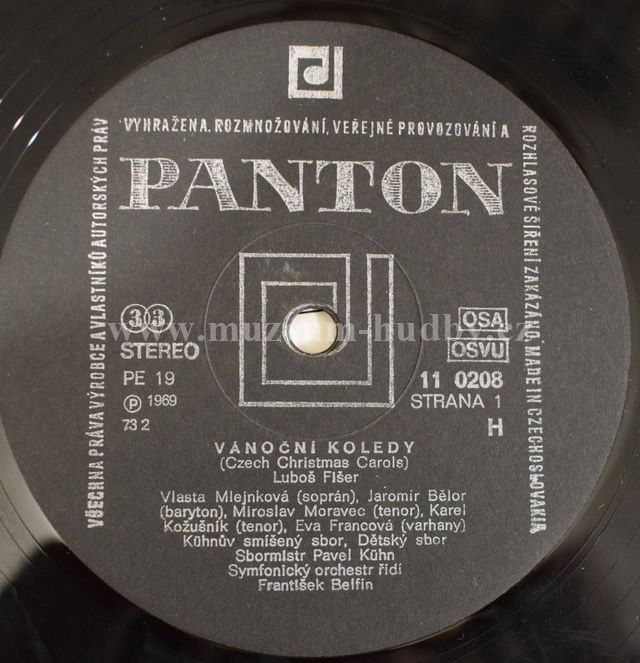 VYHRAŽENA. ROZMNOŽOVÁNÍ, VEŘEJNÉ PROVOZOVÁNÍ A
ROZHLASOVÉ ŠÍŘENÍ ZAKÁZÁNO. MADE IN CZECHOSLOVAKIA
VŠECHNA PRÁVA VÝROBCE A VLASTNÍKŮ AUTORSKÝCH PRÁV
PANTON
www.muzeum-hudby.cz
33
STEREO
PE 19
Ⓟ 1969
73 2
OSA
OSVU
11 0208
STRANA 1
H
VÁNOČNÍ KOLEDY
(Czech Christmas Carols)
Luboš Fišer
Vlasta Mlejnková (soprán), Jaromír Bělor
(baryton), Miroslav Moravec (tenor), Karel
Kožušník (tenor), Eva Francová (varhany)
Kühnův smíšený sbor, Dětský sbor
Sbormistr Pavel Kühn
Symfonický orchestr řídí
František Belfín